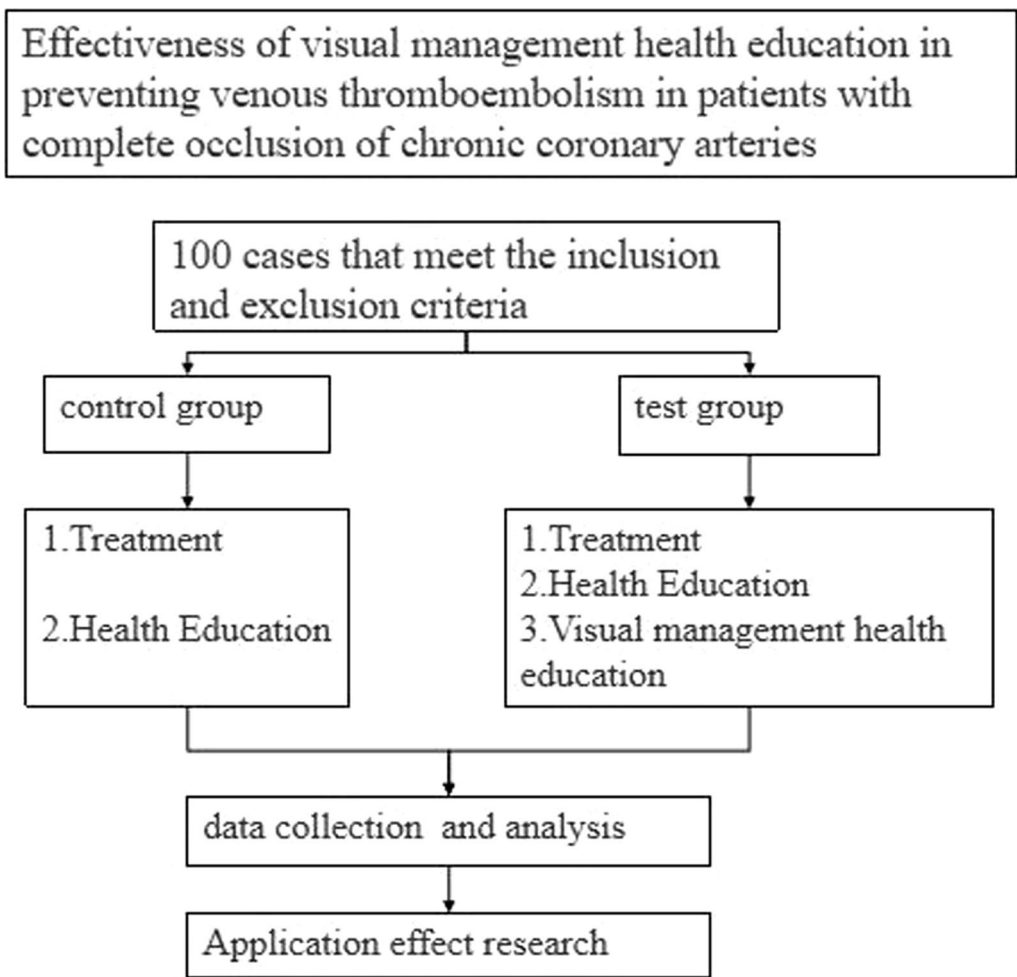 Effectiveness of visual management health education in
preventing venous thromboembolism in patients with
complete occlusion of chronic coronary arteries
100 cases that meet the inclusion
and exclusion criteria
control group
test group
1.Treatment
2.Health Education
1.Treatment
2.Health Education
3.Visual management health
education
data collection and analysis
Application effect research